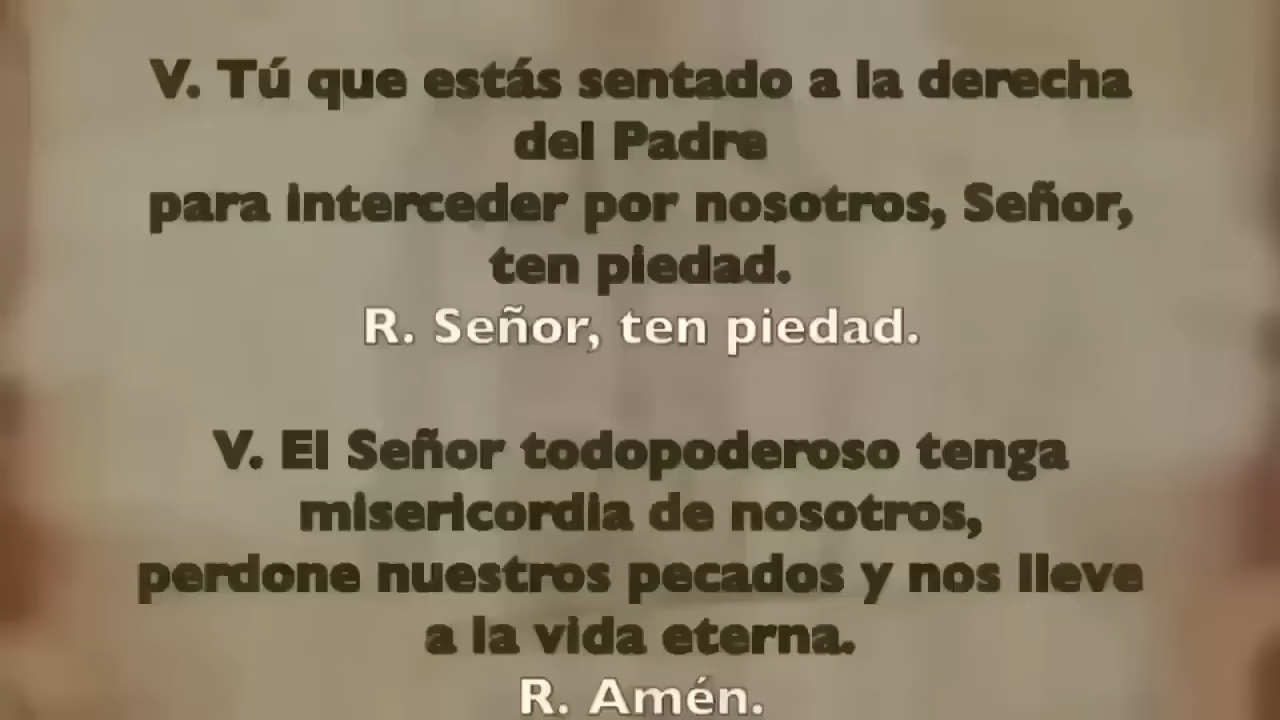 V. Tú que estás sentado a la derecha
del Padre
para interceder por nosotros, Señor,
ten piedad.
R. Señor, ten piedad.
V. El Señor todopoderoso tenga
misericordia de nosotros,
perdone nuestros pecados y nos lleve
a la vida eterna.
R. Amén.